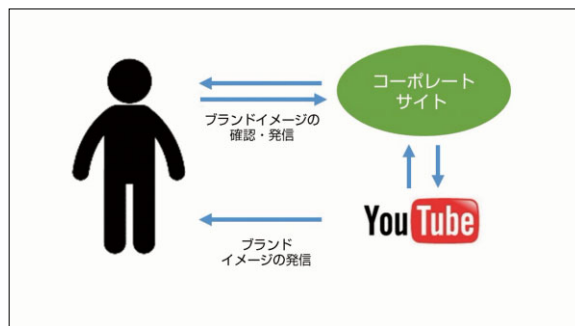 コーポレート
サイト
ブランドイメージの
確認・発信
YouTube
ブランド
イメージの発信